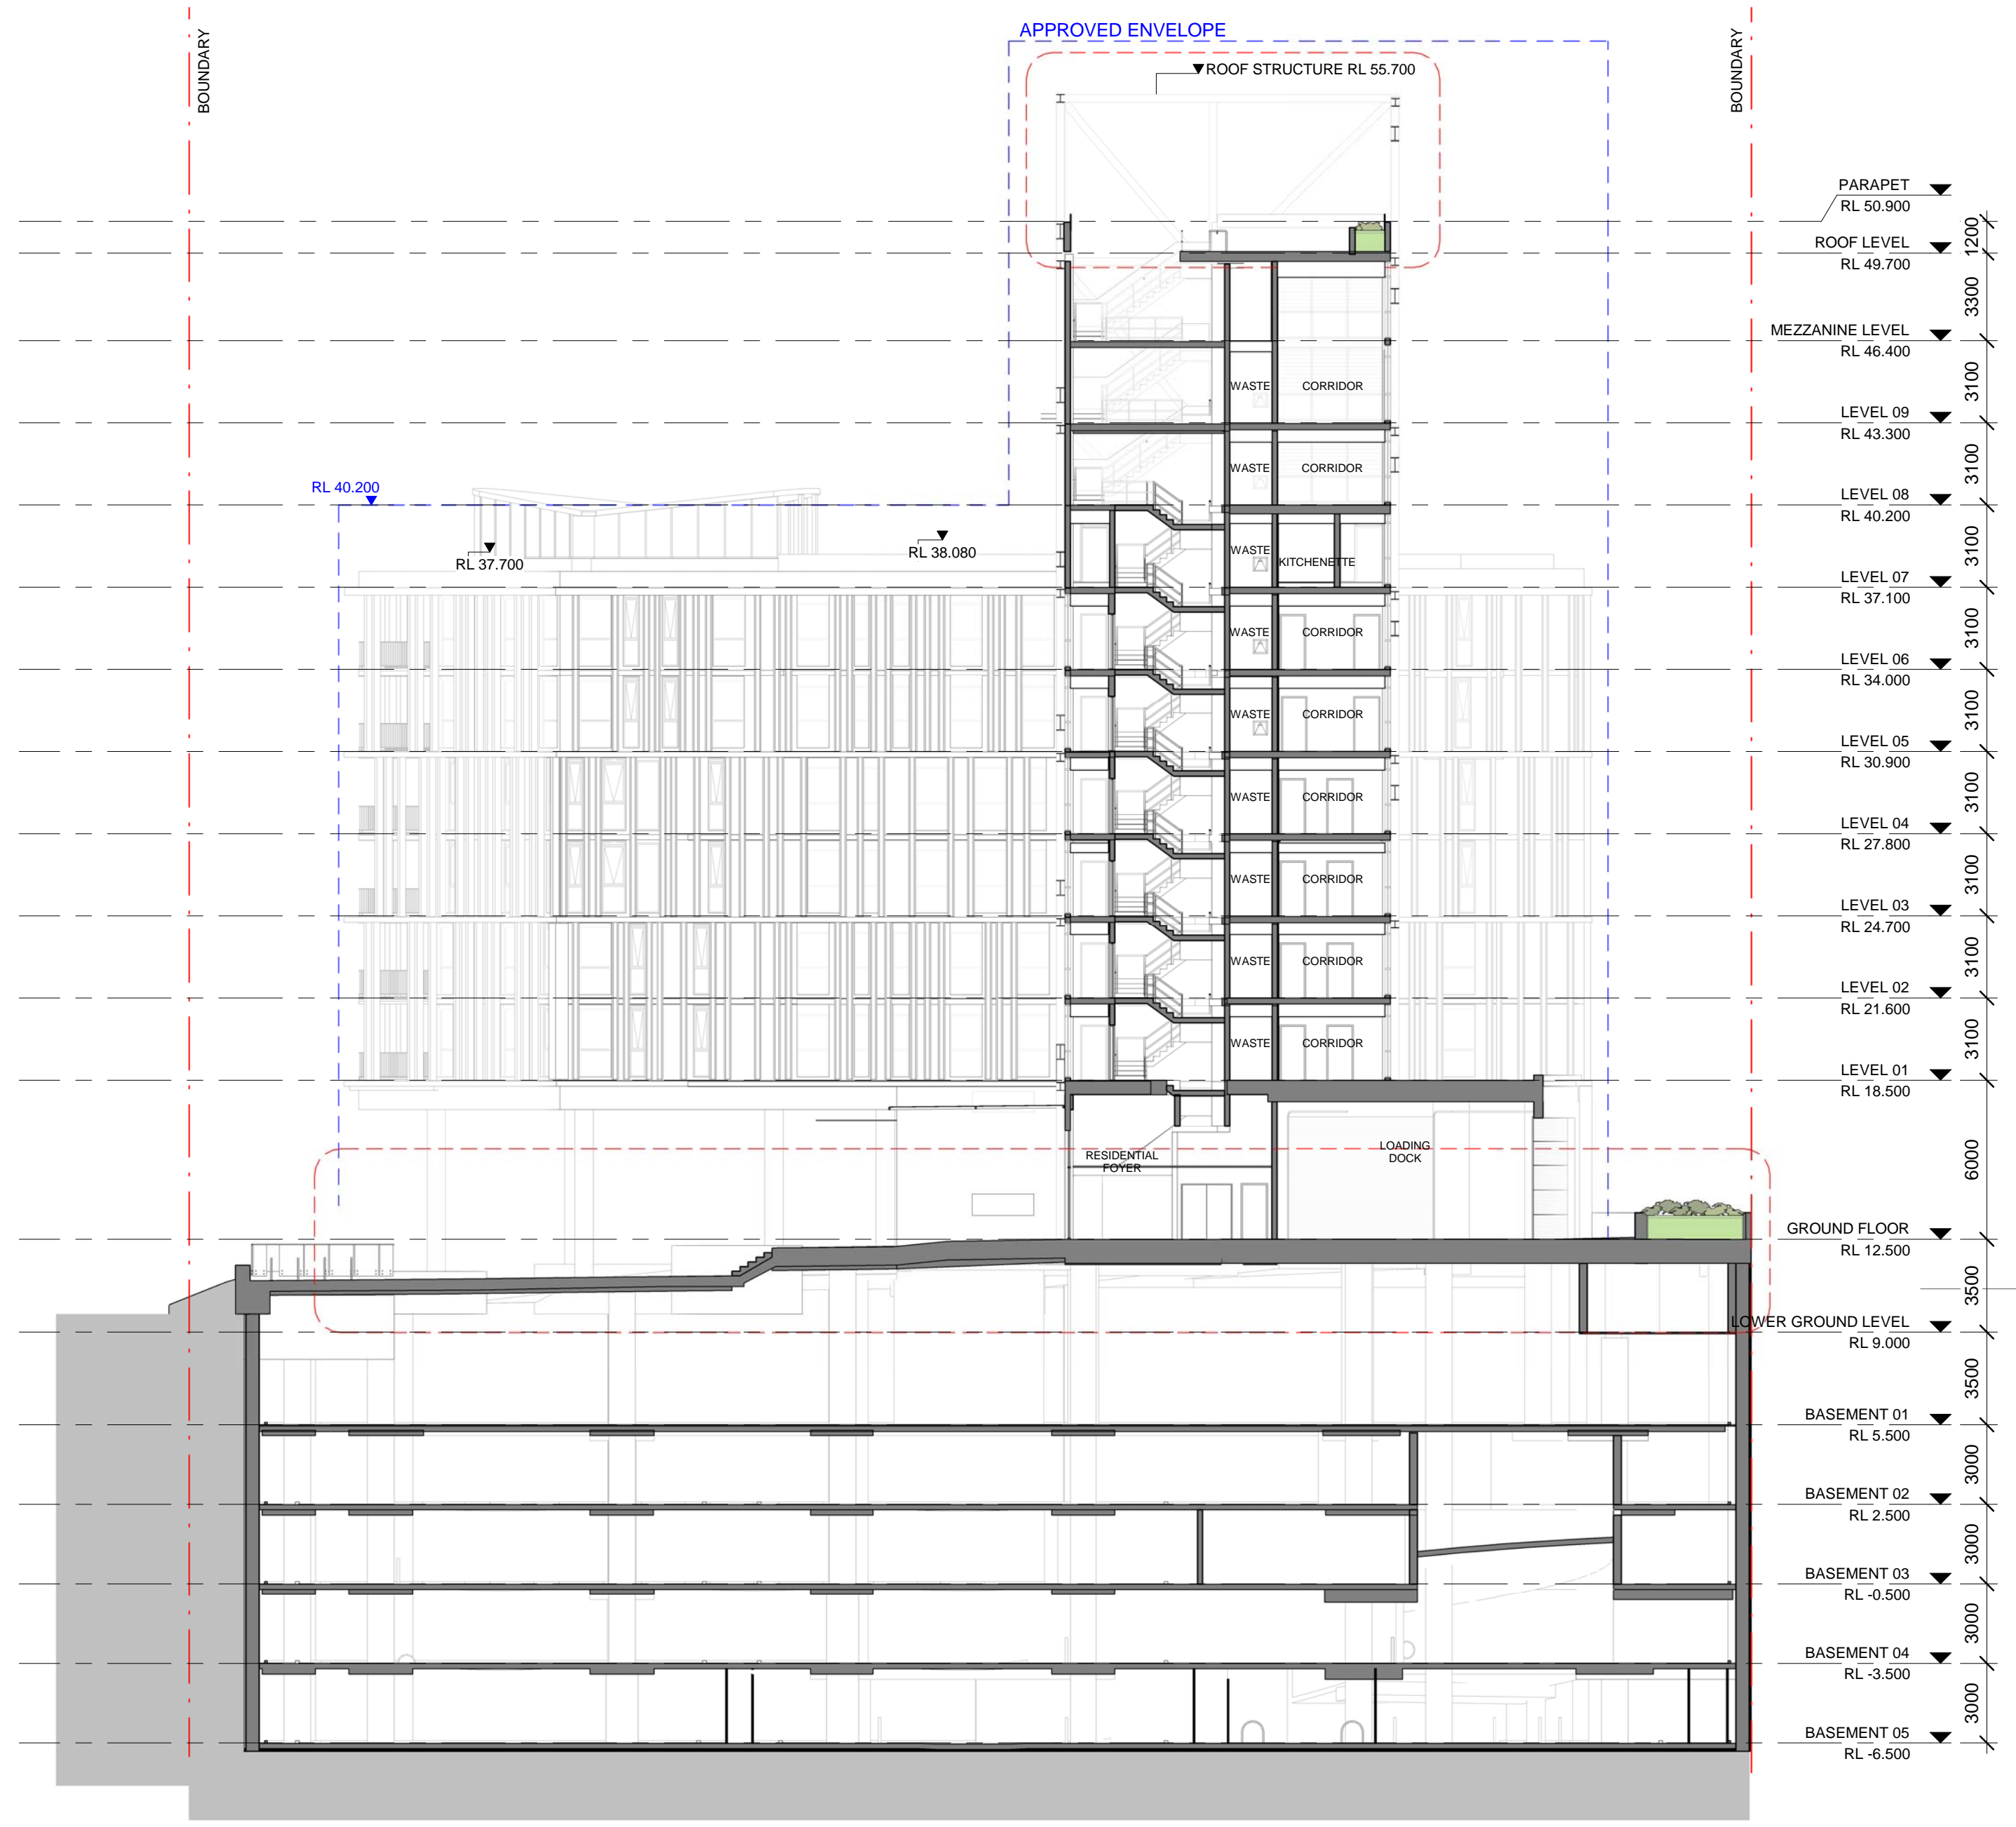 APPROVED ENVELOPE
BOUNDARY
BOUNDARY
ROOF STRUCTURE RL 55.700
PARAPET
RL 50.900
1200
ROOF LEVEL
RL 49.700
3300
MEZZANINE LEVEL
RL 46.400
WASTE
CORRIDOR
3100
LEVEL 09
RL 43.300
WASTE
CORRIDOR
3100
RL 40.200
LEVEL 08
RL 40.200
RL 37.700
RL 38.080
WASTE
KITCHENETTE
3100
LEVEL 07
RL 37.100
WASTE
CORRIDOR
3100
LEVEL 06
RL 34.000
WASTE
CORRIDOR
3100
LEVEL 05
RL 30.900
WASTE
CORRIDOR
3100
LEVEL 04
RL 27.800
WASTE
CORRIDOR
3100
LEVEL 03
RL 24.700
WASTE
CORRIDOR
3100
LEVEL 02
RL 21.600
WASTE
CORRIDOR
3100
LEVEL 01
RL 18.500
RESIDENTIAL
FOYER
LOADING
DOCK
6000
GROUND FLOOR
RL 12.500
3500
LOWER GROUND LEVEL
RL 9.000
3500
BASEMENT 01
RL 5.500
3000
BASEMENT 02
RL 2.500
3000
BASEMENT 03
RL -0.500
3000
BASEMENT 04
RL -3.500
3000
BASEMENT 05
RL -6.500